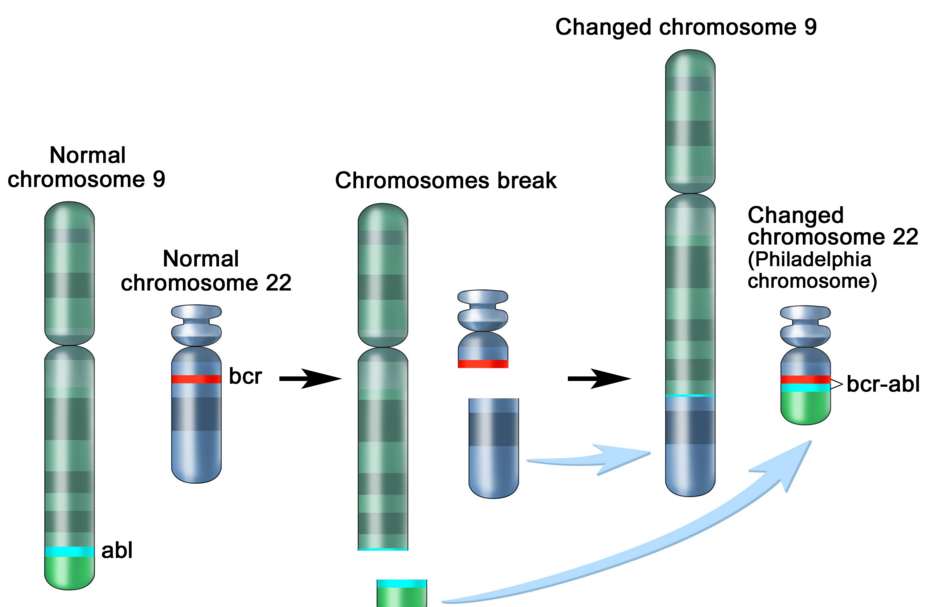 Changed chromosome 9
Normal
chromosome 9
Chromosomes break
Changed
chromosome 22
(Philadelphia
chromosome)
Normal
chromosome 22
bcr
bcr-abl
abl